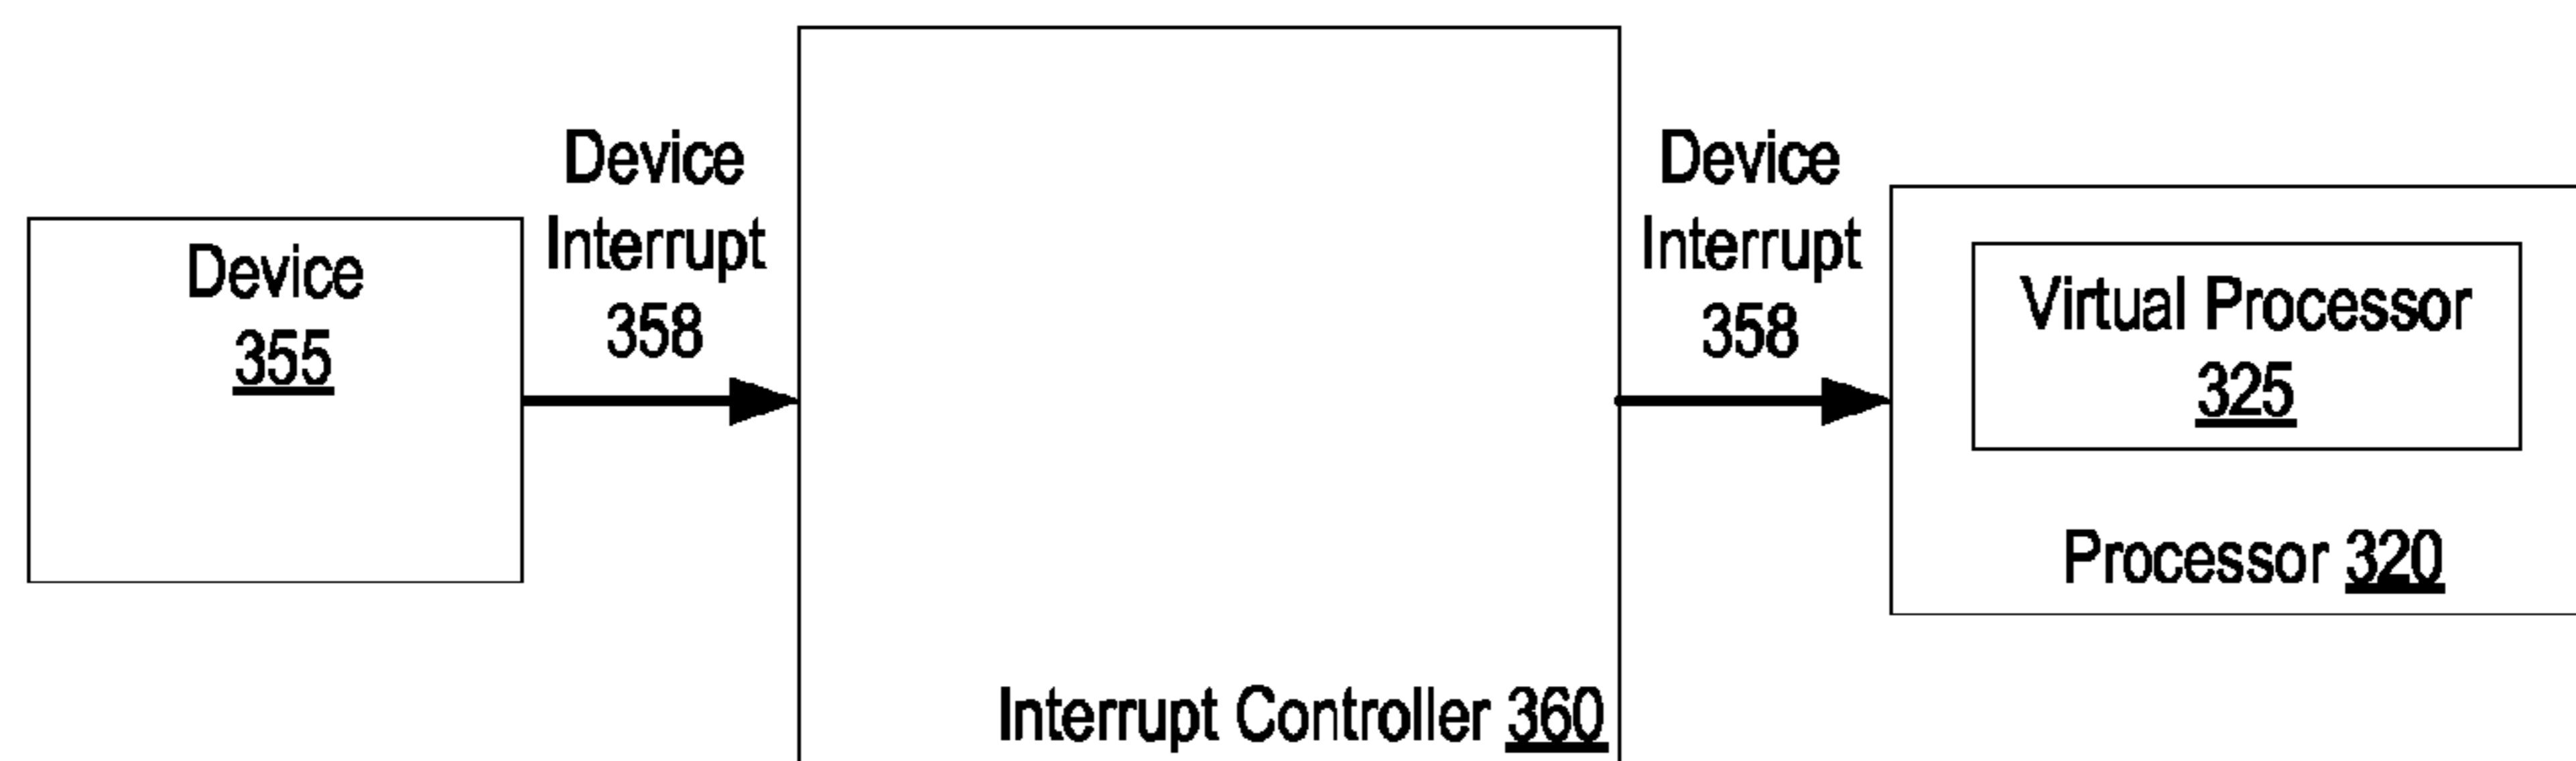 Device
355
Device
Interrupt
358
Interrupt Controller 360
Device
Interrupt
358
Virtual Processor
325
Processor 320